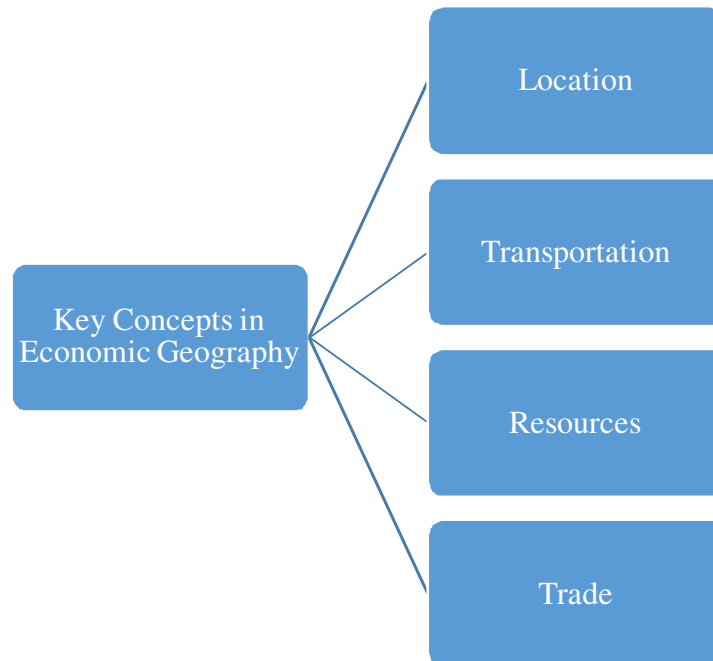 Key Concepts in
Economic Geography
Location
Transportation
Resources
Trade